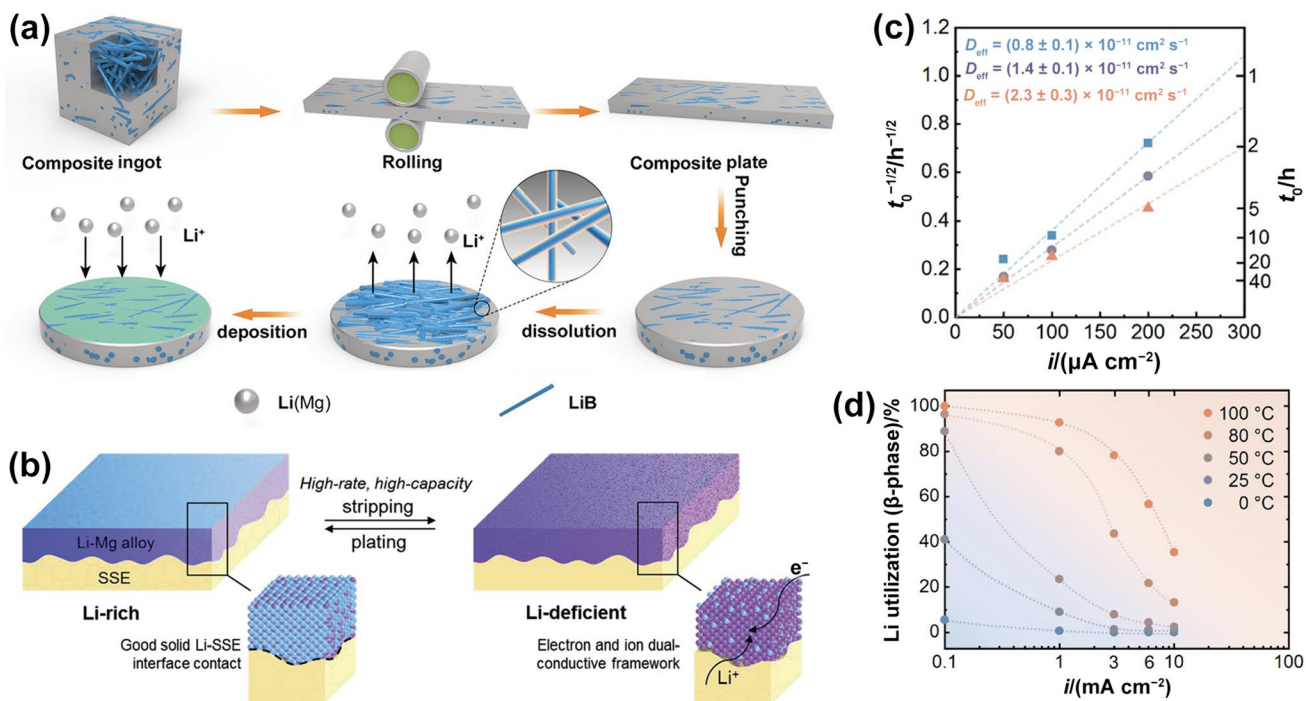 (a)
Composite ingot
Rolling
Composite plate
Punching
Li⁺
Li⁺
deposition
dissolution
Li(Mg)
LiB
(b)
High-rate, high-capacity
stripping
plating
Li-Mg alloy
SSE
Li-rich
Li-deficient
Good solid Li-SSE
interface contact
Electron and ion dual-
conductive framework
e⁻
Li⁺
(c)
D_eff = (0.8 ± 0.1) × 10⁻¹¹ cm² s⁻¹
D_eff = (1.4 ± 0.1) × 10⁻¹¹ cm² s⁻¹
D_eff = (2.3 ± 0.3) × 10⁻¹¹ cm² s⁻¹
1.2
1.0
0.8
0.6
0.4
0.2
0.0
t₀⁻¹/²/h⁻¹/²
1
2
5
10
20
40
t₀/h
0 50 100 150 200 250 300
i/(μA cm⁻²)
(d)
100
80
60
40
20
0
Li utilization (β-phase)/%
100 °C
80 °C
50 °C
25 °C
0 °C
0.1 1 3 6 10 100
i/(mA cm⁻²)